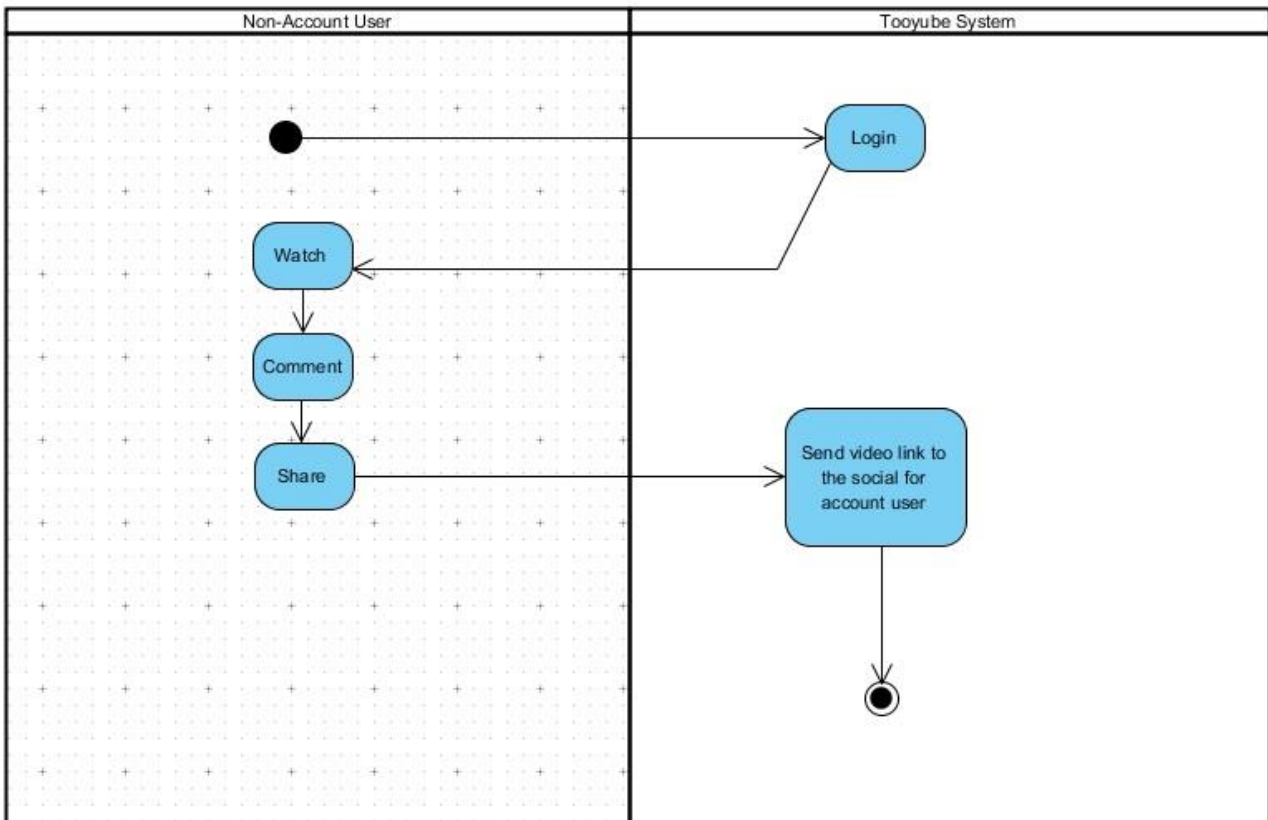 Non-Account User
Tooyube System
Login
Watch
Comment
Share
Send video link to
the social for
account user